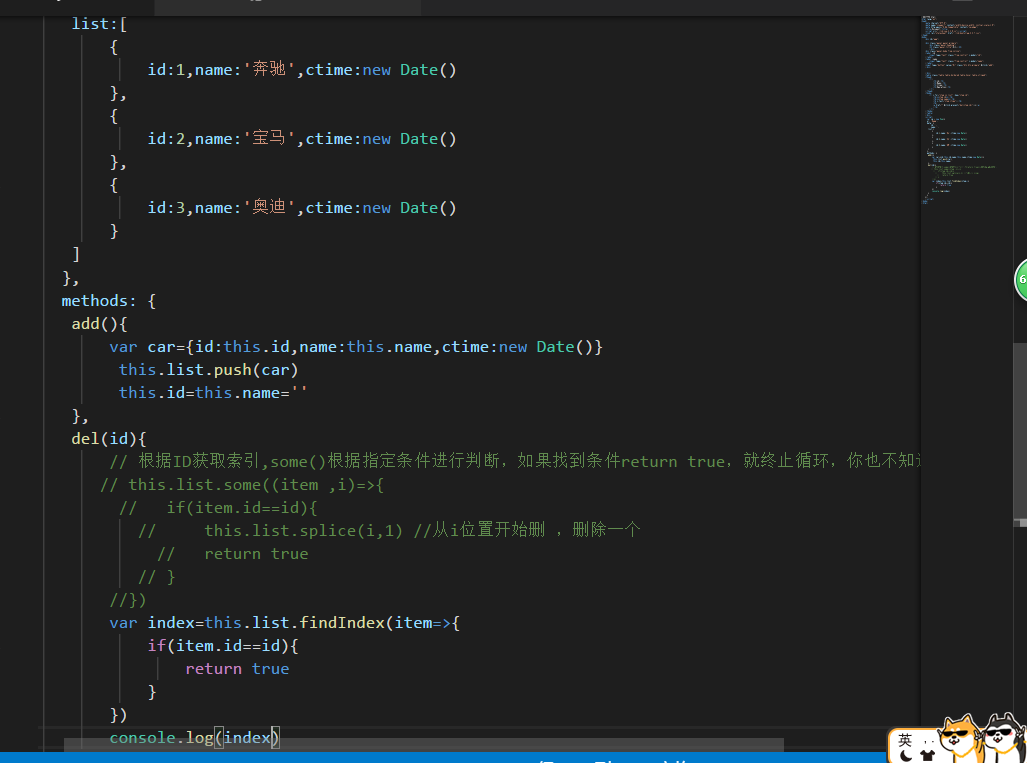 list:[
{
id:1,name:'奔驰',ctime:new Date()
},
{
id:2,name:'宝马',ctime:new Date()
},
{
id:3,name:'奥迪',ctime:new Date()
}
]
},
methods: {
add(){
var car={id:this.id,name:this.name,ctime:new Date()}
this.list.push(car)
this.id=this.name=''
},
del(id){
// 根据ID获取索引,some()根据指定条件进行判断，如果找到条件return true，就终止循环，你也不知
// this.list.some((item ,i)=>{
// if(item.id==id){
// this.list.splice(i,1) //从i位置开始删 ，删除一个
// return true
// }
//})
var index=this.list.findIndex(item=>{
if(item.id==id){
return true
}
})
console.log(index)
6
英